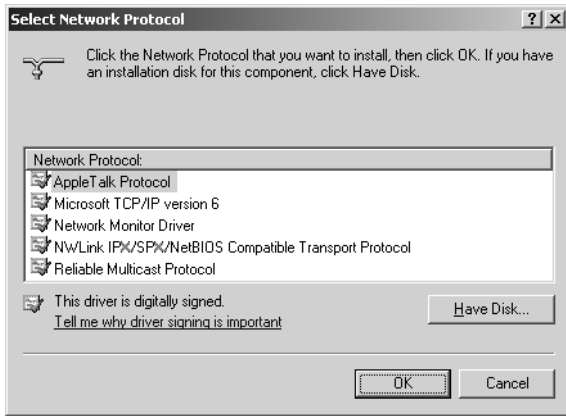 Select Network Protocol
Click the Network Protocol that you want to install, then click OK. If you have
an installation disk for this component, click Have Disk.
Network Protocol:
AppleTalk Protocol
Microsoft TCP/IP version 6
Network Monitor Driver
NWLink IPX/SPX/NetBIOS Compatible Transport Protocol
Reliable Multicast Protocol
This driver is digitally signed.
Tell me why driver signing is important
Have Disk...
OK
Cancel